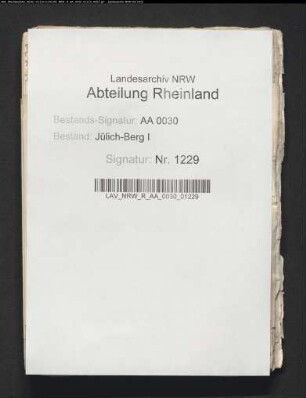 Landesarchiv NRW
Abteilung Rheinland
Bestands-Signatur: AA 0030
Bestand: Jülich-Berg I
Signatur: Nr. 1229
LAV_NRW_R_AA_0030_01229